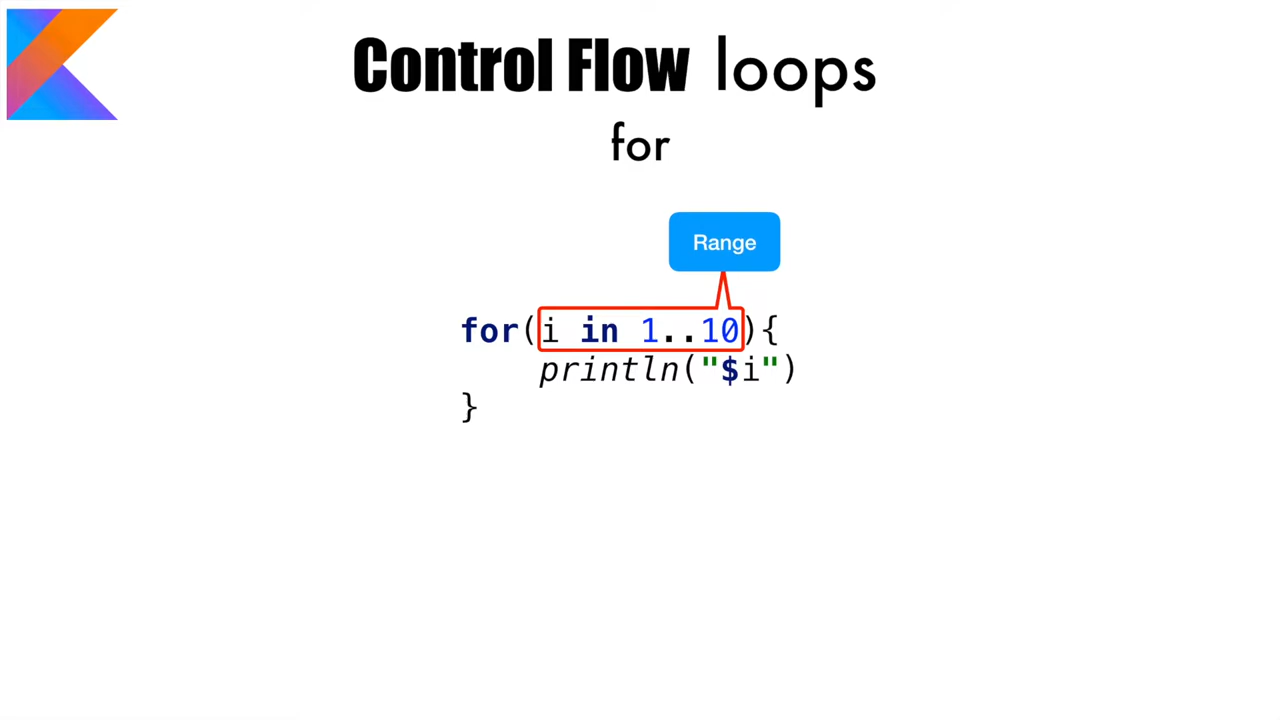 Control Flow loops
for
Range
for(i in 1..10){
println("$i")
}